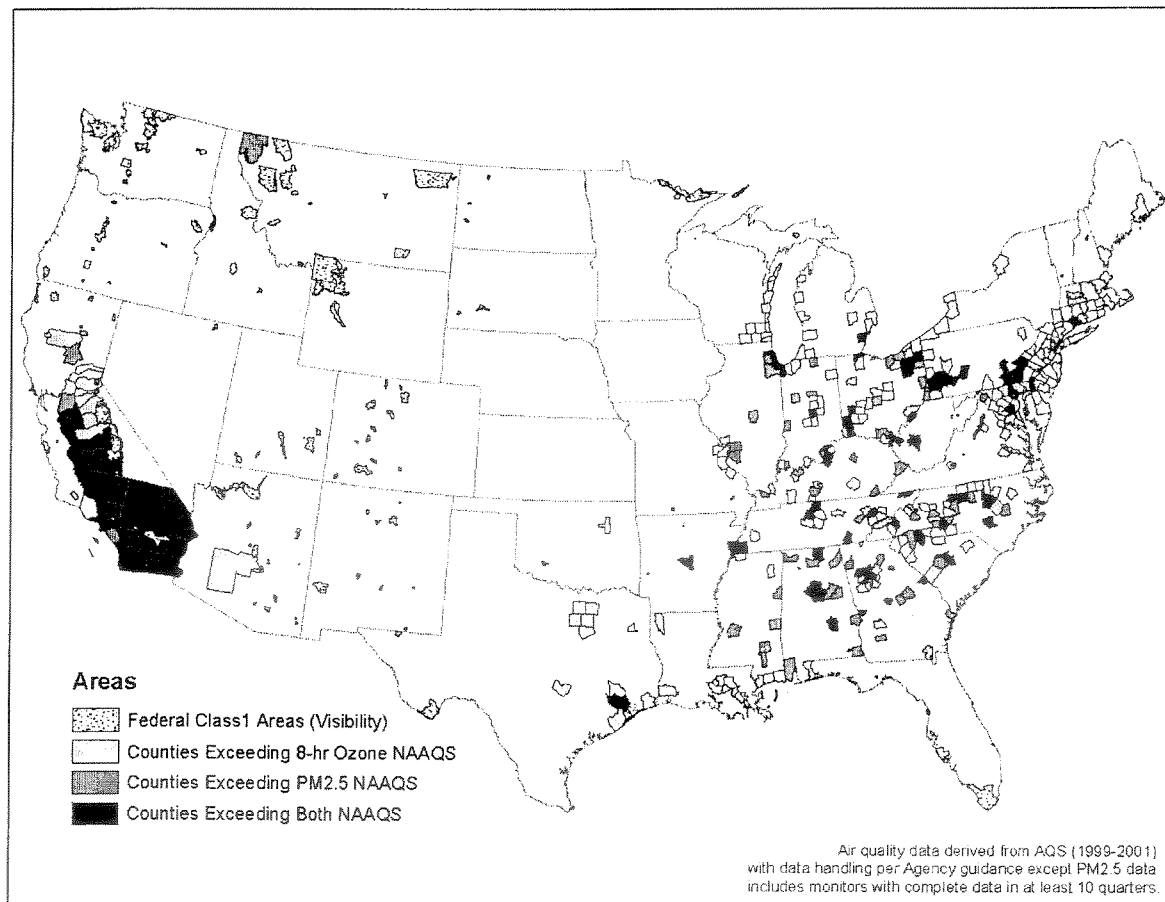 Areas
Federal Class1 Areas (Visibility)
Counties Exceeding 8-hr Ozone NAAQS
Counties Exceeding PM2.5 NAAQS
Counties Exceeding Both NAAQS
Air quality data derived from AQS (1999-2001)
with data handling per Agency guidance except PM2.5 data
includes monitors with complete data in at least 10 quarters.